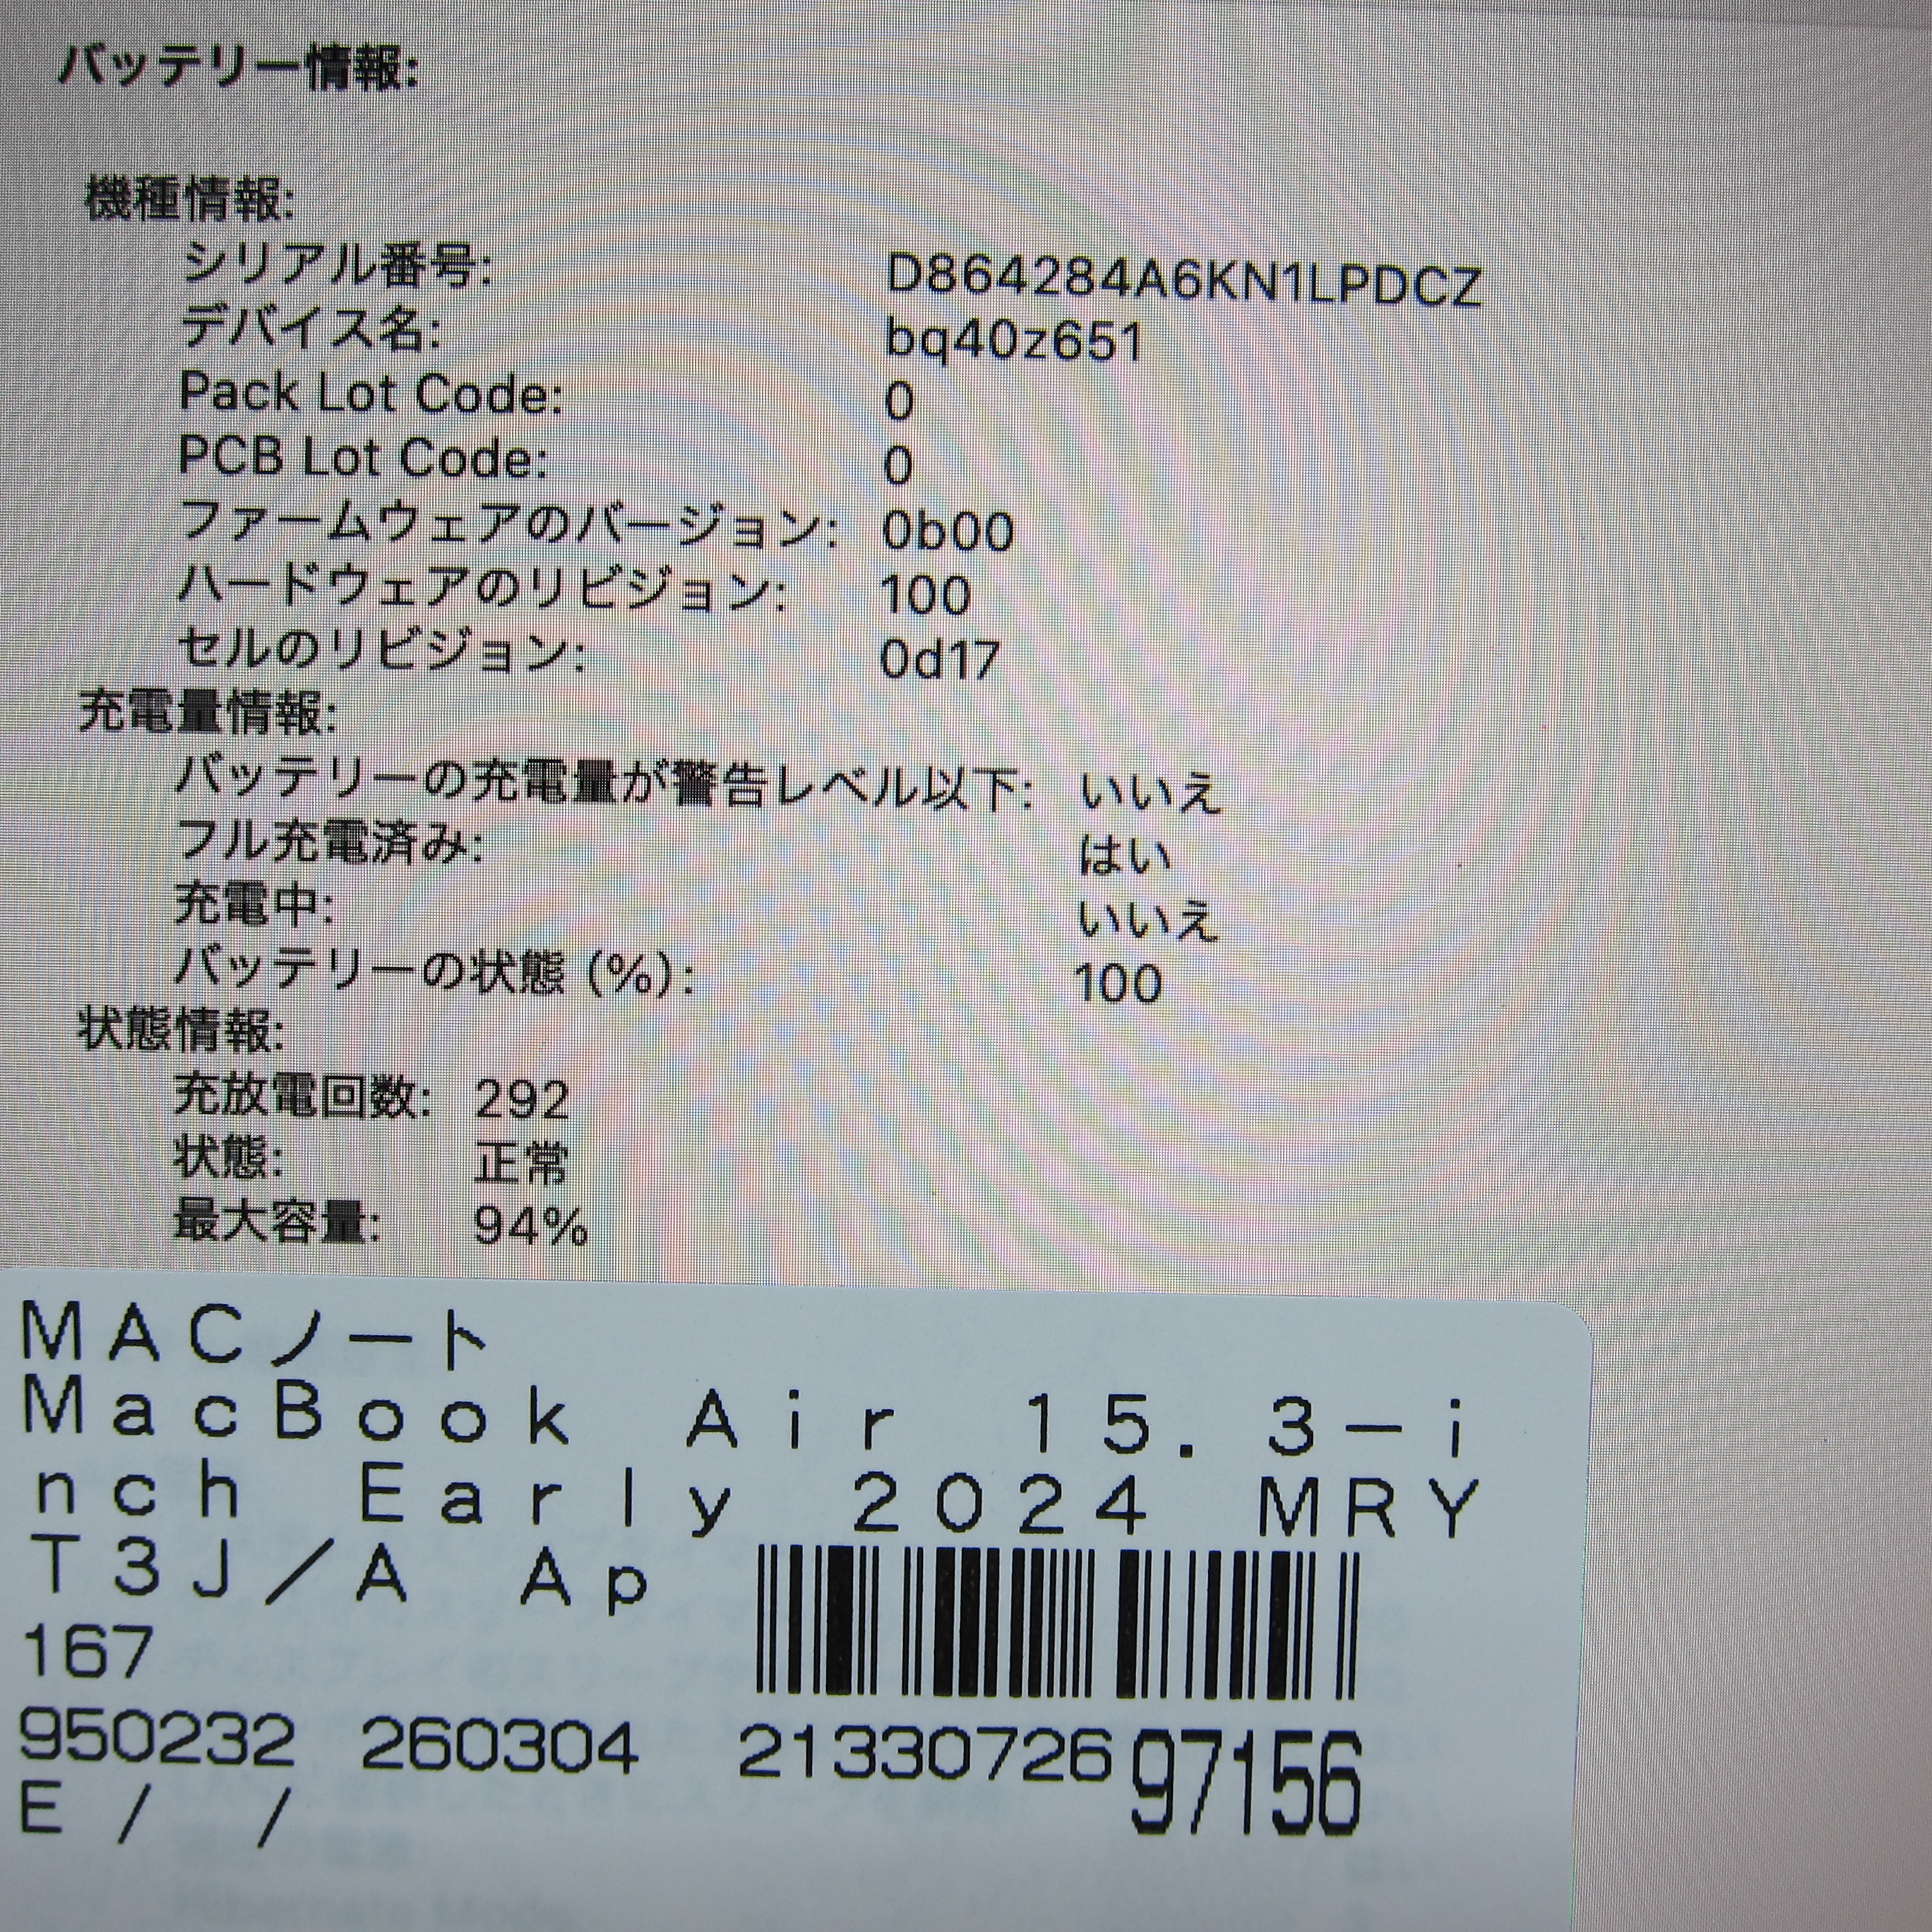 バッテリー情報:
機種情報:
シリアル番号: D864284A6KN1LPDCZ
デバイス名: bq40z651
Pack Lot Code: 0
PCB Lot Code: 0
ファームウェアのバージョン: 0b00
ハードウェアのリビジョン: 100
セルのリビジョン: 0d17
充電量情報:
バッテリーの充電量が警告レベル以下: いいえ
フル充電済み: はい
充電中: いいえ
バッテリーの状態 (%): 100
状態情報:
充放電回数: 292
状態: 正常
最大容量: 94%
MACノート
MacBook Air 15.3-i
nch Early 2024 MRY
T3J/A Ap
167
950232 260304 2133072697156
E / /